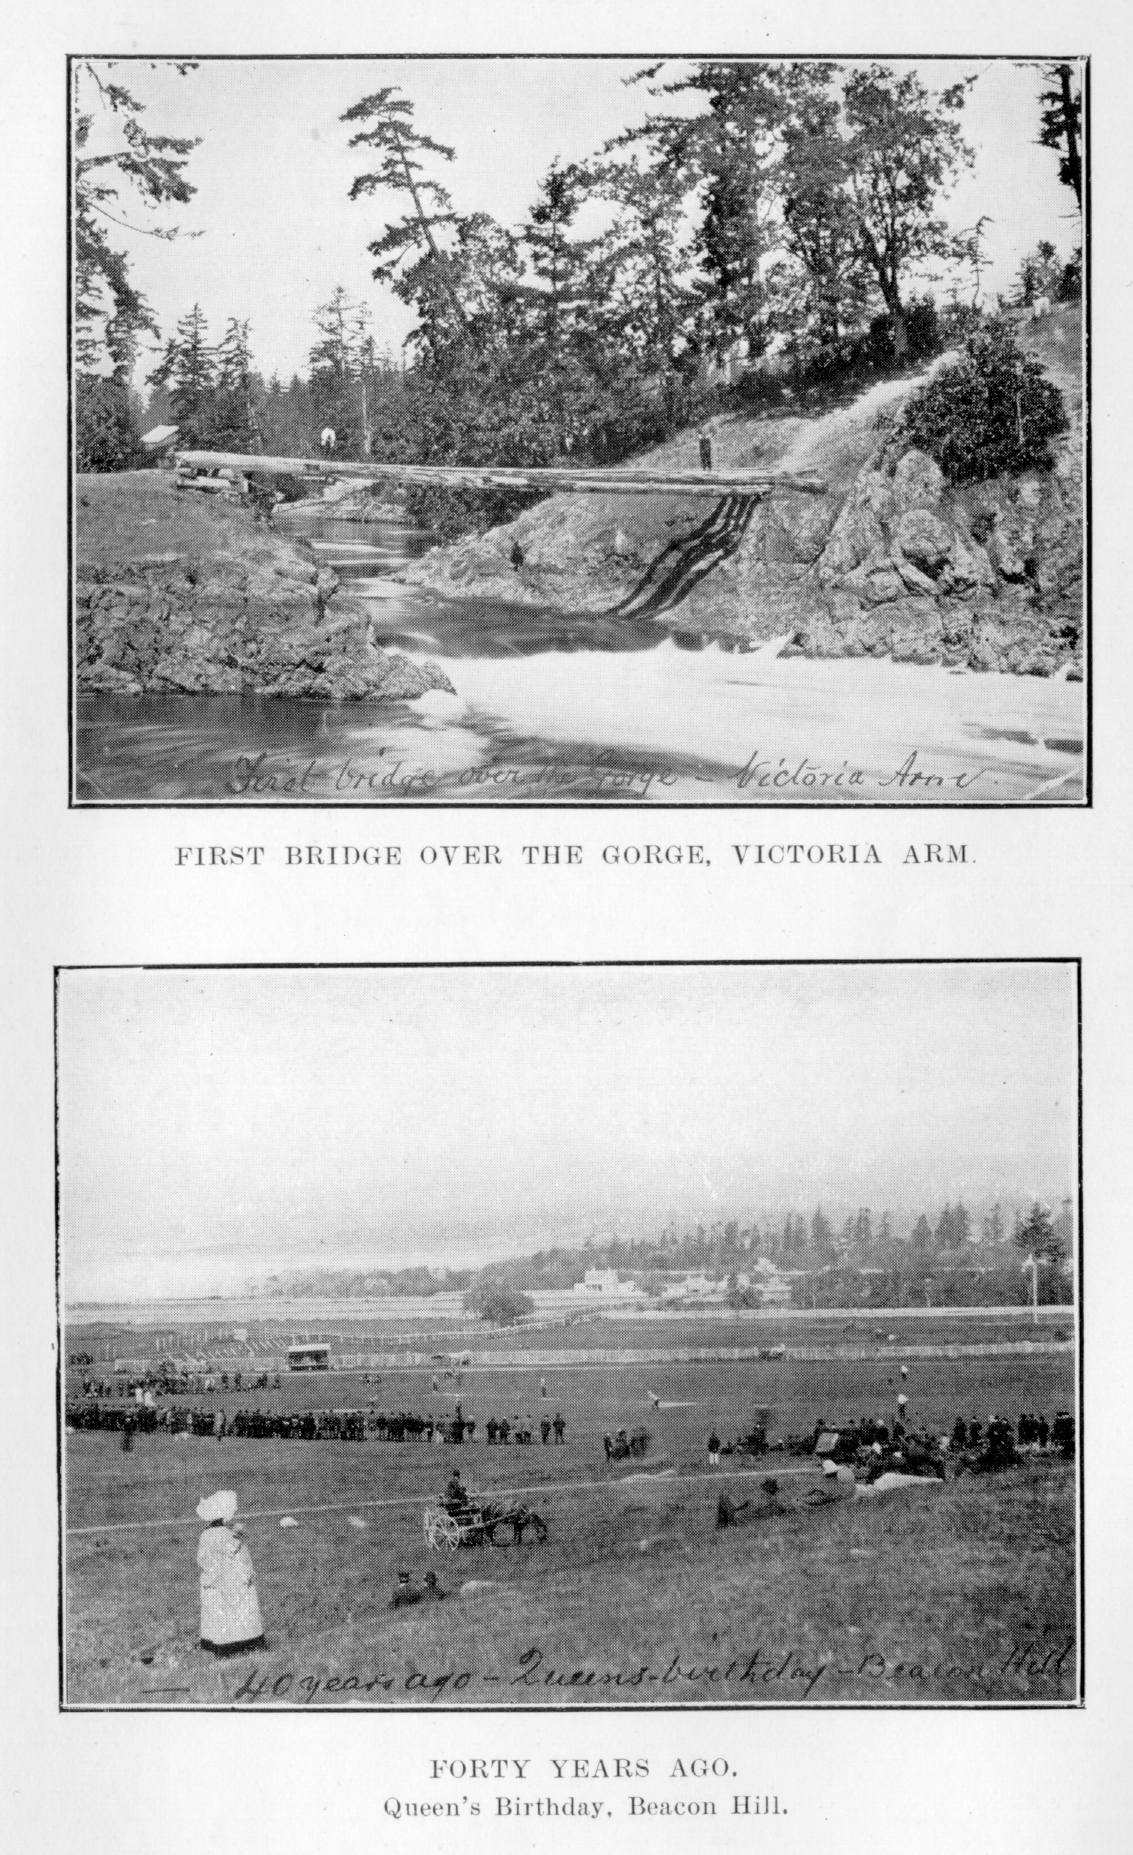 First bridge over the Gorge - Victoria Arm.
FIRST BRIDGE OVER THE GORGE, VICTORIA ARM.
— 40 years ago - Queens-birthday - Beacon Hill
FORTY YEARS AGO.
Queen's Birthday, Beacon Hill.